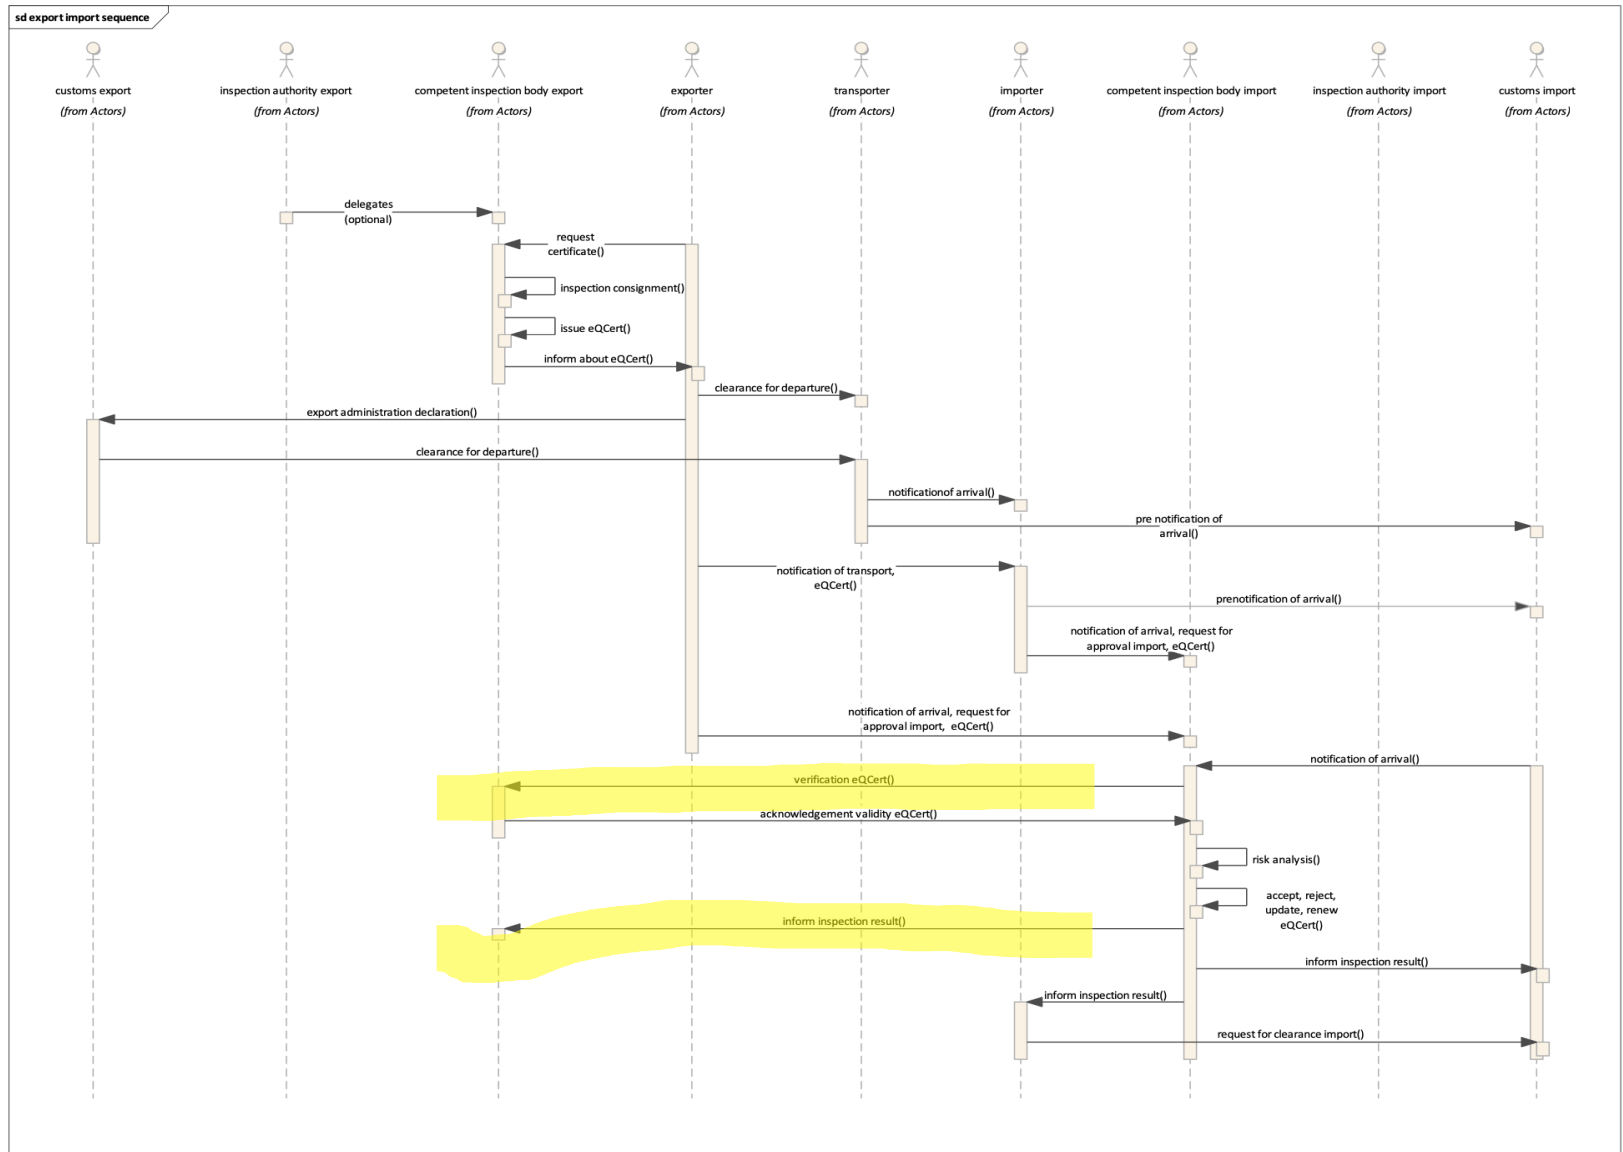 sd export import sequence
customs export
(from Actors)
inspection authority export
(from Actors)
competent inspection body export
(from Actors)
exporter
(from Actors)
transporter
(from Actors)
importer
(from Actors)
competent inspection body import
(from Actors)
inspection authority import
(from Actors)
customs import
(from Actors)
delegates
(optional)
request
certificate()
inspection consignment()
issue eQCert()
inform about eQCert()
clearance for departure()
export administration declaration()
clearance for departure()
notificationof arrival()
pre notification of
arrival()
notification of transport,
eQCert()
prenotification of arrival()
notification of arrival, request for
approval import, eQCert()
notification of arrival, request for
approval import, eQCert()
notification of arrival()
verification eQCert()
acknowledgement validity eQCert()
risk analysis()
accept, reject,
update, renew
eQCert()
inform inspection result()
inform inspection result()
inform inspection result()
request for clearance import()